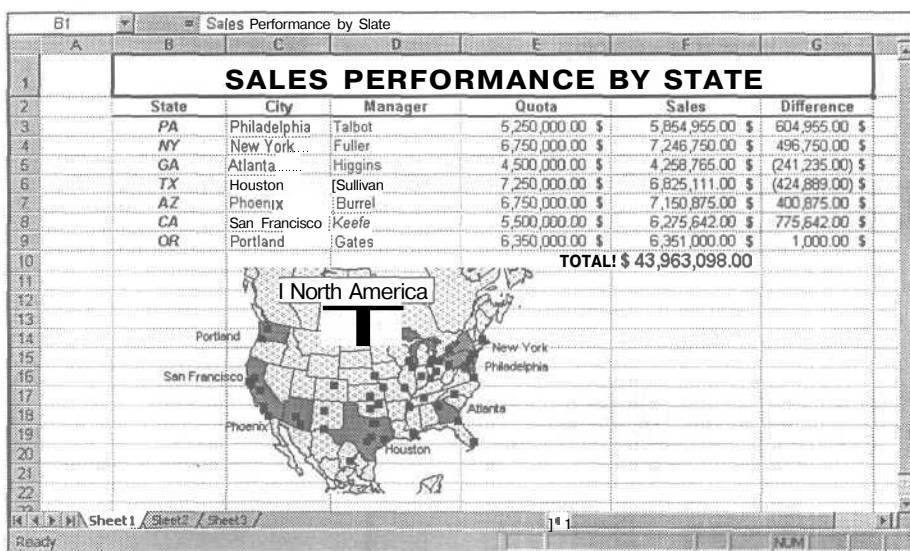 B1 = Sales Performance by Slate
A B C D E F G
1 SALES PERFORMANCE BY STATE
2 State City Manager Quota Sales Difference
3 PA Philadelphia Talbot 5,250,000.00 $ 5,854,955.00 $ 604,955.00 $
4 NY New York Fuller 6,750,000.00 $ 7,246,750.00 $ 496,750.00 $
5 GA Atlanta Higgins 4,500,000.00 $ 4,258,765.00 $ (241,235.00) $
6 TX Houston [Sullivan 7,250,000.00 $ 6,825,111.00 $ (424,889.00) $
7 AZ Phoenix Burrel 6,750,000.00 $ 7,150,875.00 $ 400,875.00 $
8 CA San Francisco Keefe 5,500,000.00 $ 6,275,642.00 $ 775,642.00 $
9 OR Portland Gates 6,350,000.00 $ 6,351,000.00 $ 1,000.00 $
10 TOTAL! $ 43,963,098.00
11
I North America
12
13
14
Portland
New York
15
Philadelphia
16
San Francisco
17
18
Atlanta
Phoenix
19
20
Houston
21
22
Sheet1 Sheet2 Sheet3
Ready NUM